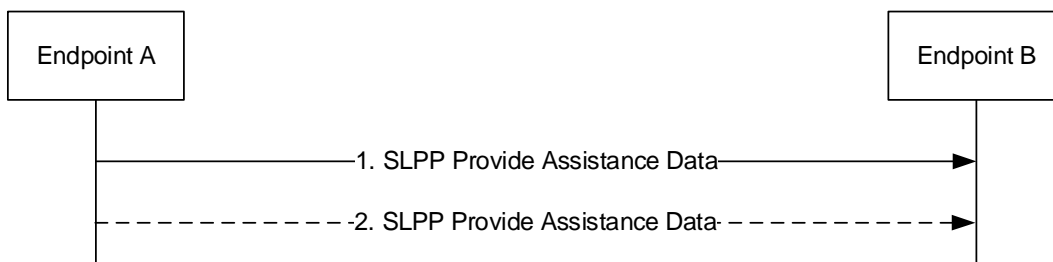 Endpoint A
Endpoint B
1. SLPP Provide Assistance Data
2. SLPP Provide Assistance Data